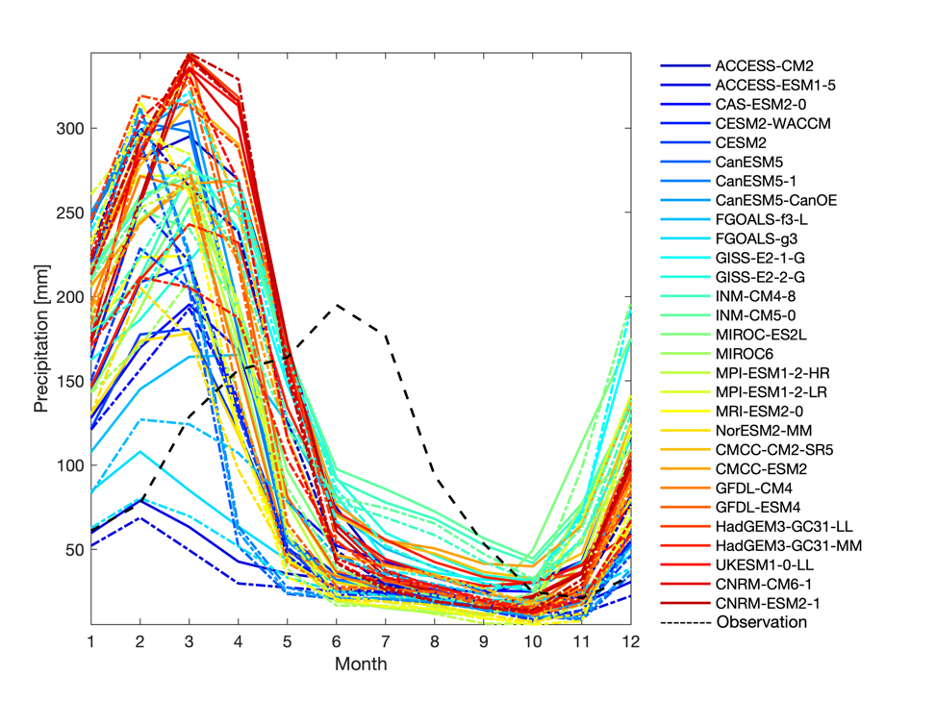 300
250
200
150
100
50
Precipitation [mm]
1 2 3 4 5 6 7 8 9 10 11 12
Month
ACCESS-CM2
ACCESS-ESM1-5
CAS-ESM2-0
CESM2-WACCM
CESM2
CanESM5
CanESM5-1
CanESM5-CanOE
FGOALS-f3-L
FGOALS-g3
GISS-E2-1-G
GISS-E2-2-G
INM-CM4-8
INM-CM5-0
MIROC-ES2L
MIROC6
MPI-ESM1-2-HR
MPI-ESM1-2-LR
MRI-ESM2-0
NorESM2-MM
CMCC-CM2-SR5
CMCC-ESM2
GFDL-CM4
GFDL-ESM4
HadGEM3-GC31-LL
HadGEM3-GC31-MM
UKESM1-0-LL
CNRM-CM6-1
CNRM-ESM2-1
Observation